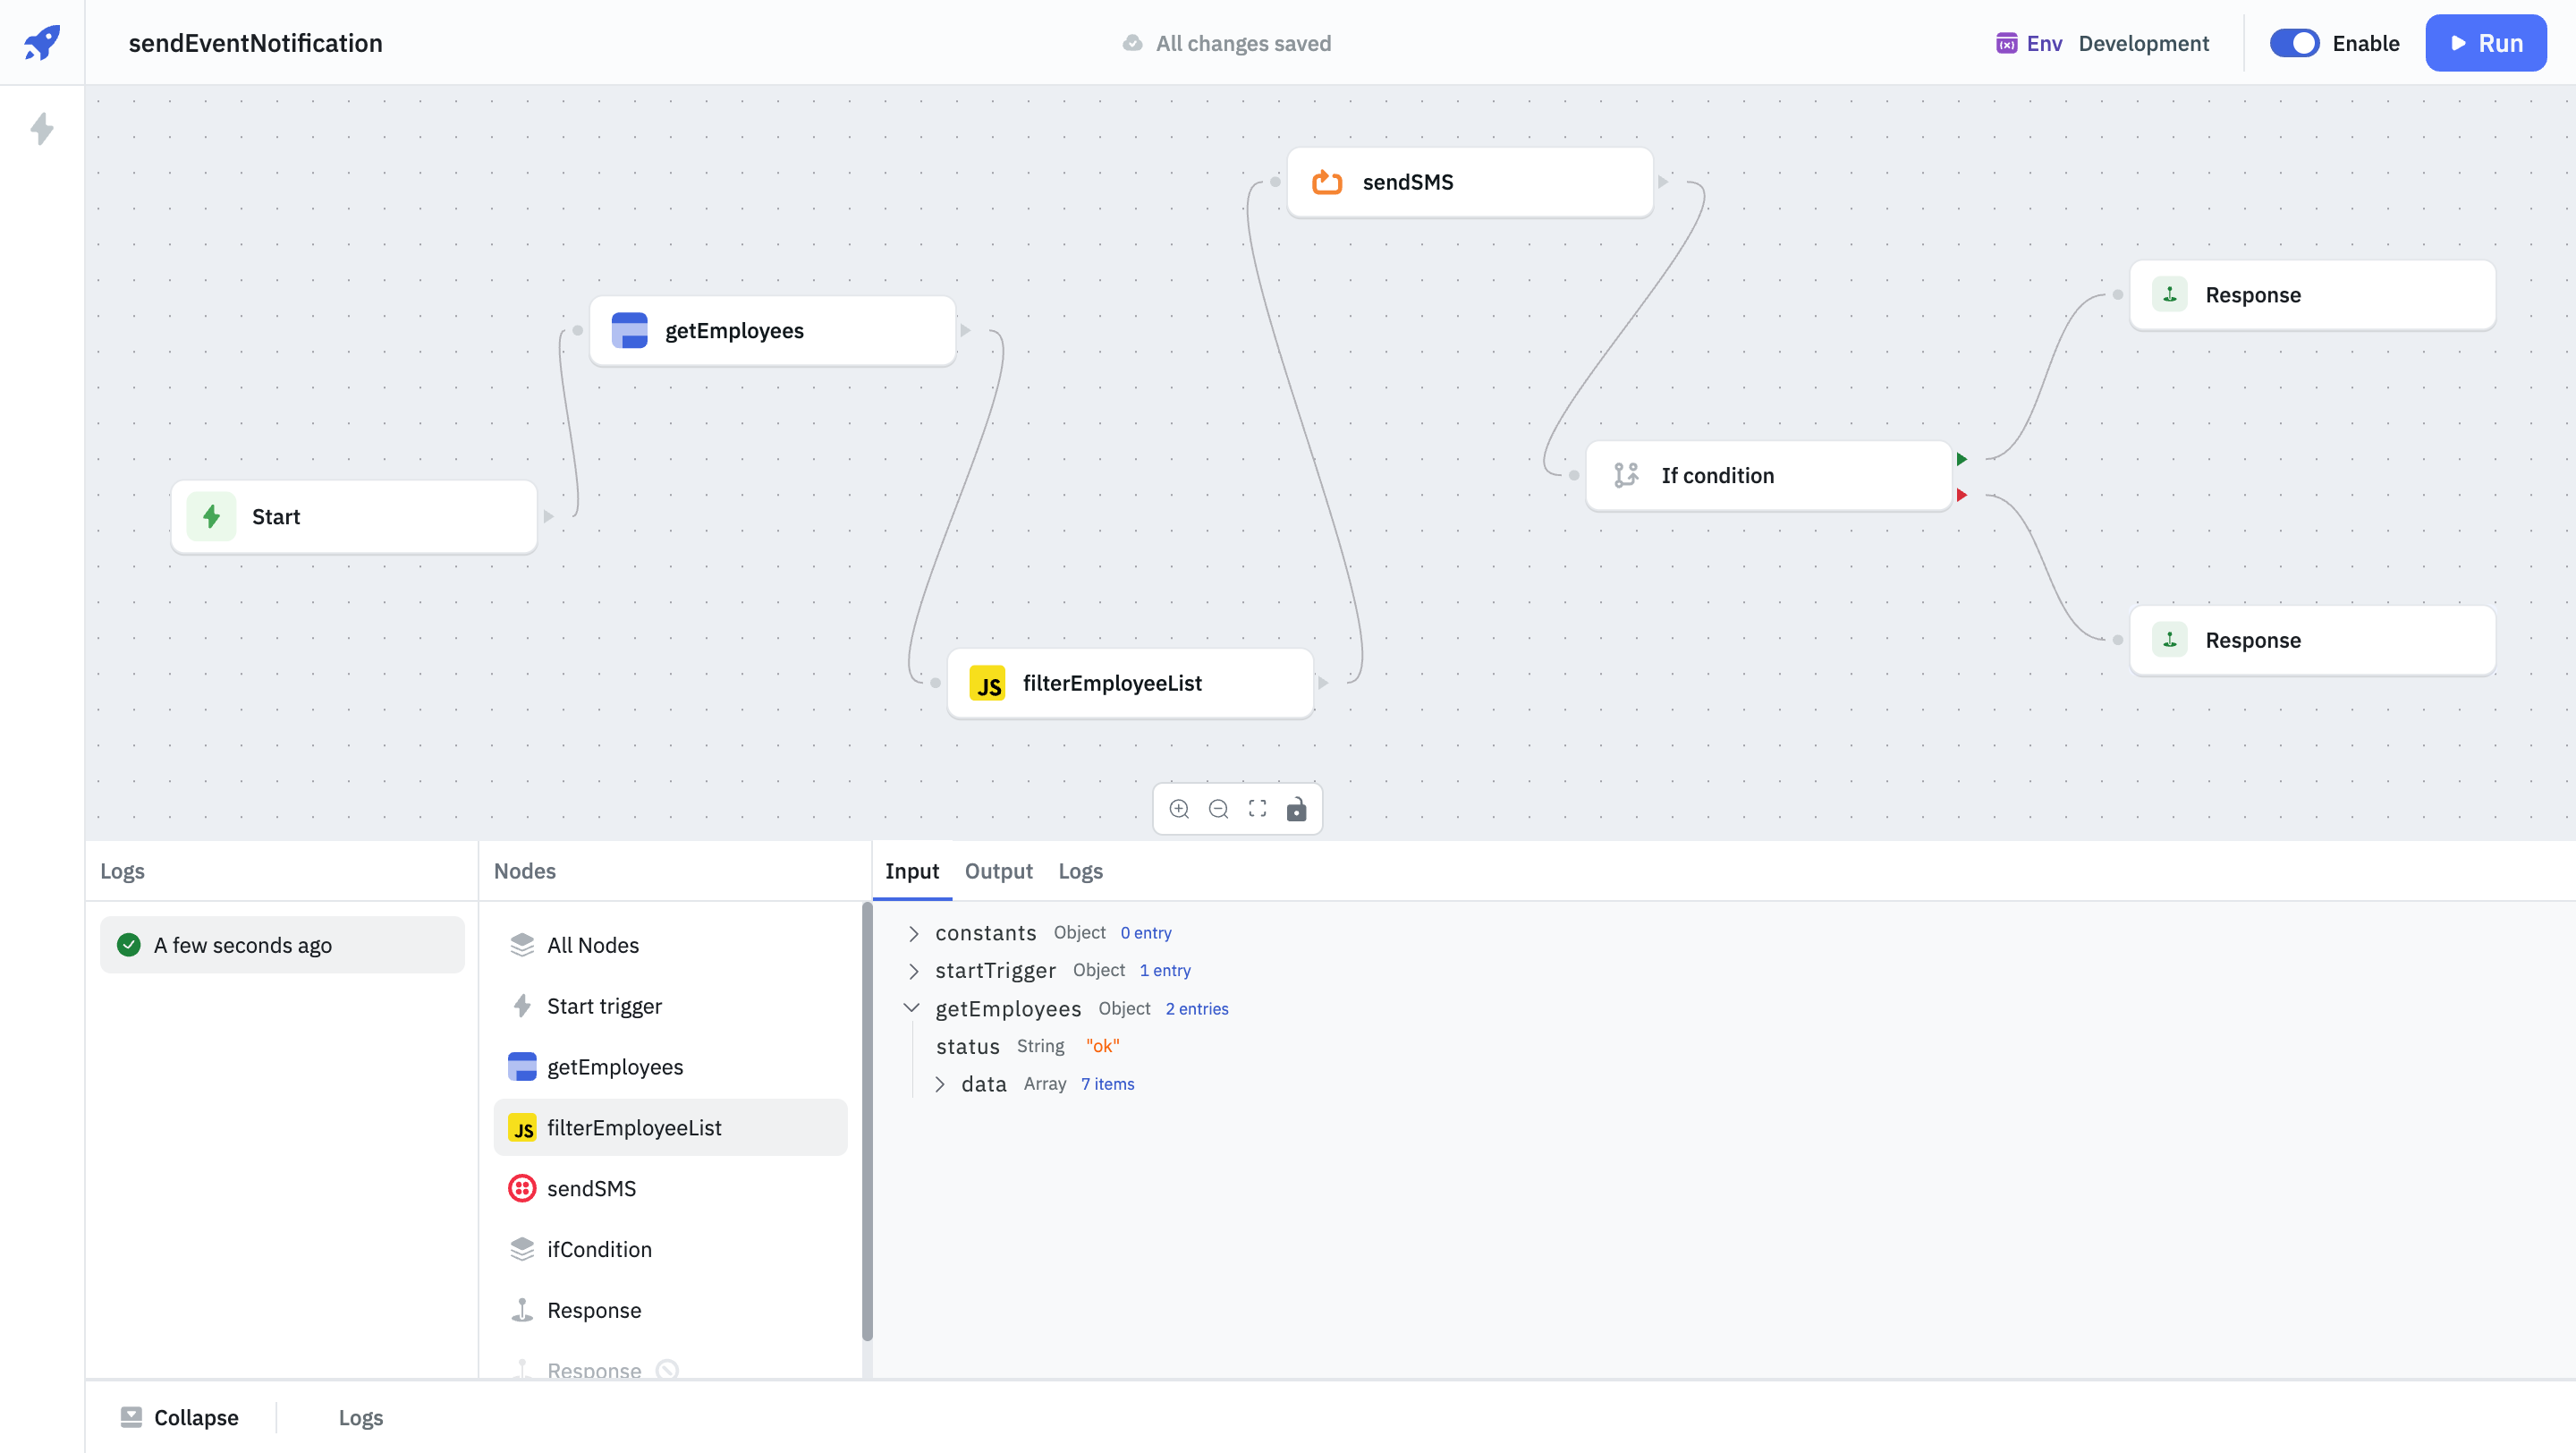 sendEventNotification
All changes saved
Env Development
Enable
Run
sendSMS
Response
getEmployees
If condition
Start
Response
JS filterEmployeeList
Logs
A few seconds ago
Nodes
All Nodes
Start trigger
getEmployees
JS filterEmployeeList
sendSMS
ifCondition
Response
Response
Input Output Logs
constants Object 0 entry
startTrigger Object 1 entry
getEmployees Object 2 entries
status String "ok"
data Array 7 items
Collapse
Logs